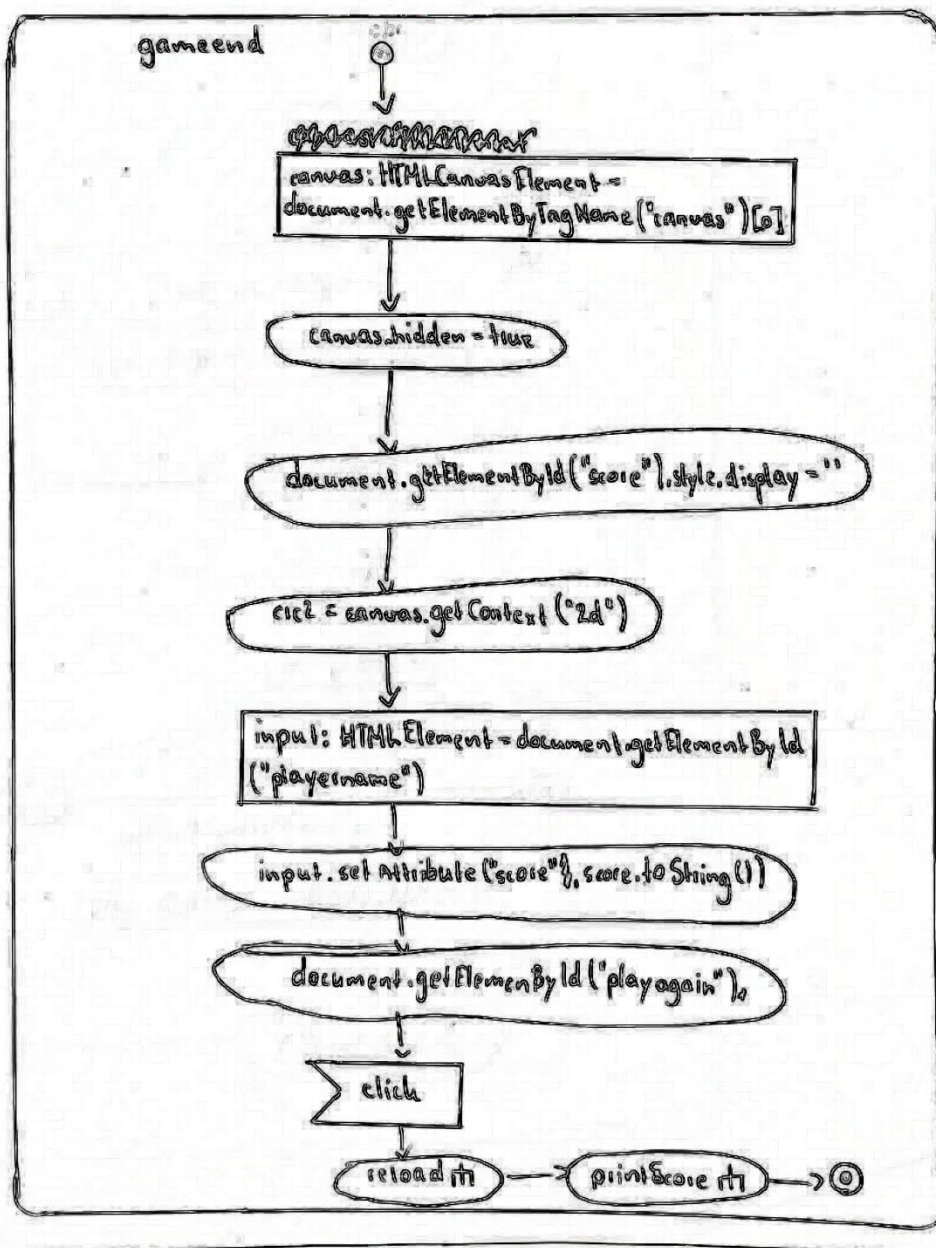 gameend
canvas: HTMLCanvasElement =
document.getElementByTagName("canvas")[0]
canvas.hidden = true
document.getElementById("score").style.display = ''
crc2 = canvas.getContext("2d")
input: HTMLElement = document.getElementById
("playername")
input.setAttribute("score", score.toString())
document.getElemenById("playagain")
click
reload
printScore